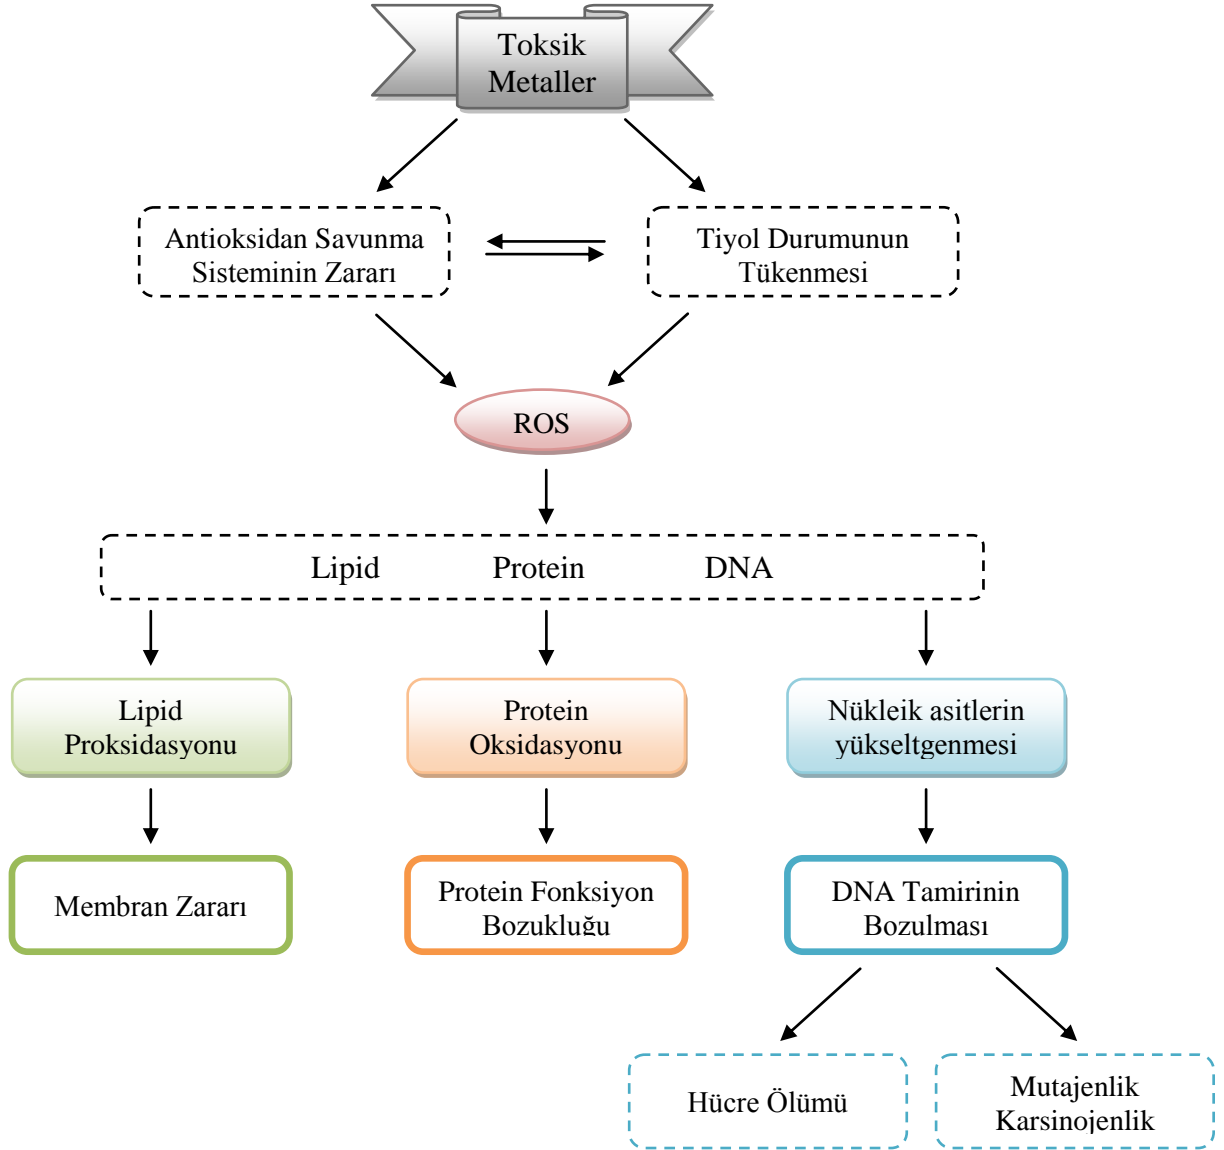 Toksik
Metaller
Antioksidan Savunma
Sisteminin Zararı
Tiyol Durumunun
Tükenmesi
ROS
Lipid Protein DNA
Lipid
Proksidasyonu
Protein
Oksidasyonu
Nükleik asitlerin
yükseltgenmesi
Membran Zararı
Protein Fonksiyon
Bozukluğu
DNA Tamirinin
Bozulması
Hücre Ölümü
Mutajenlik
Karsinojenlik